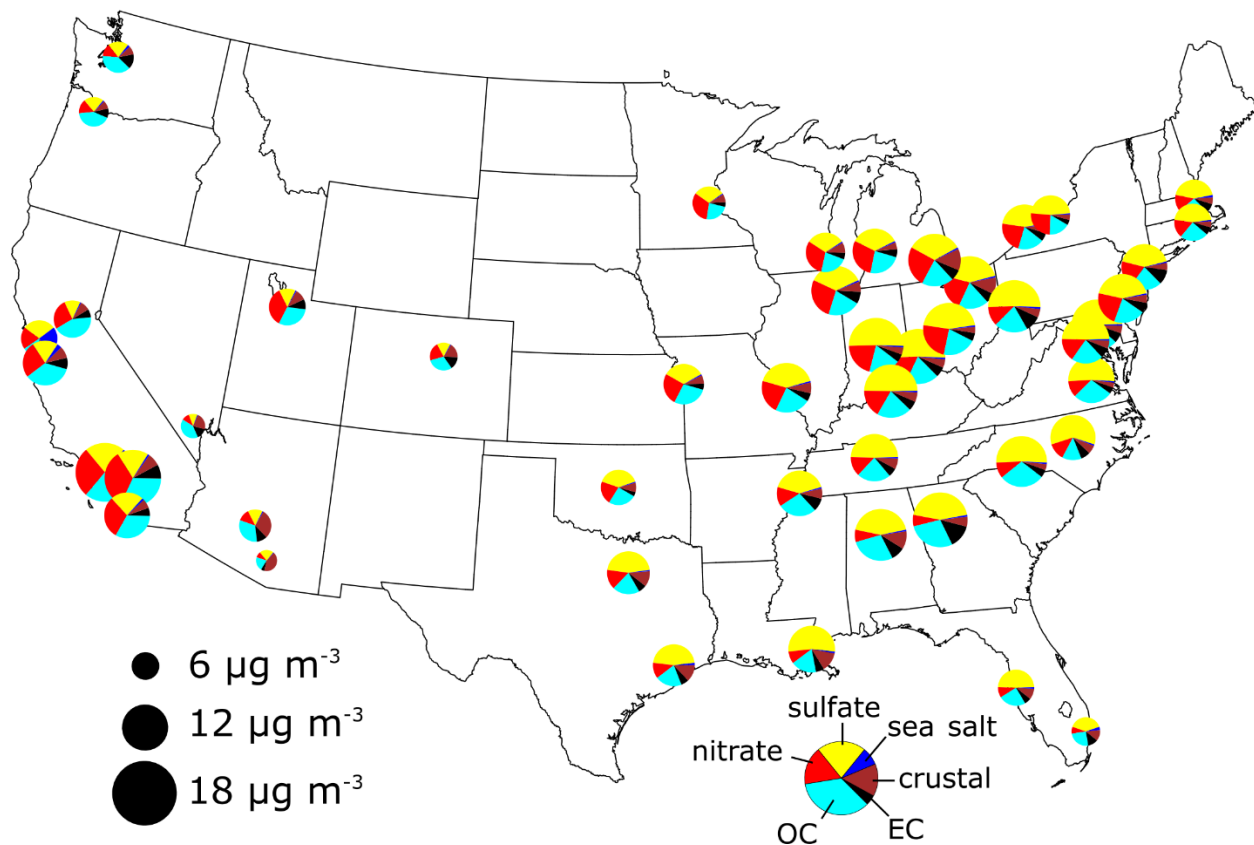 6 µg m⁻³
12 µg m⁻³
18 µg m⁻³
sulfate
sea salt
nitrate
crustal
OC
EC